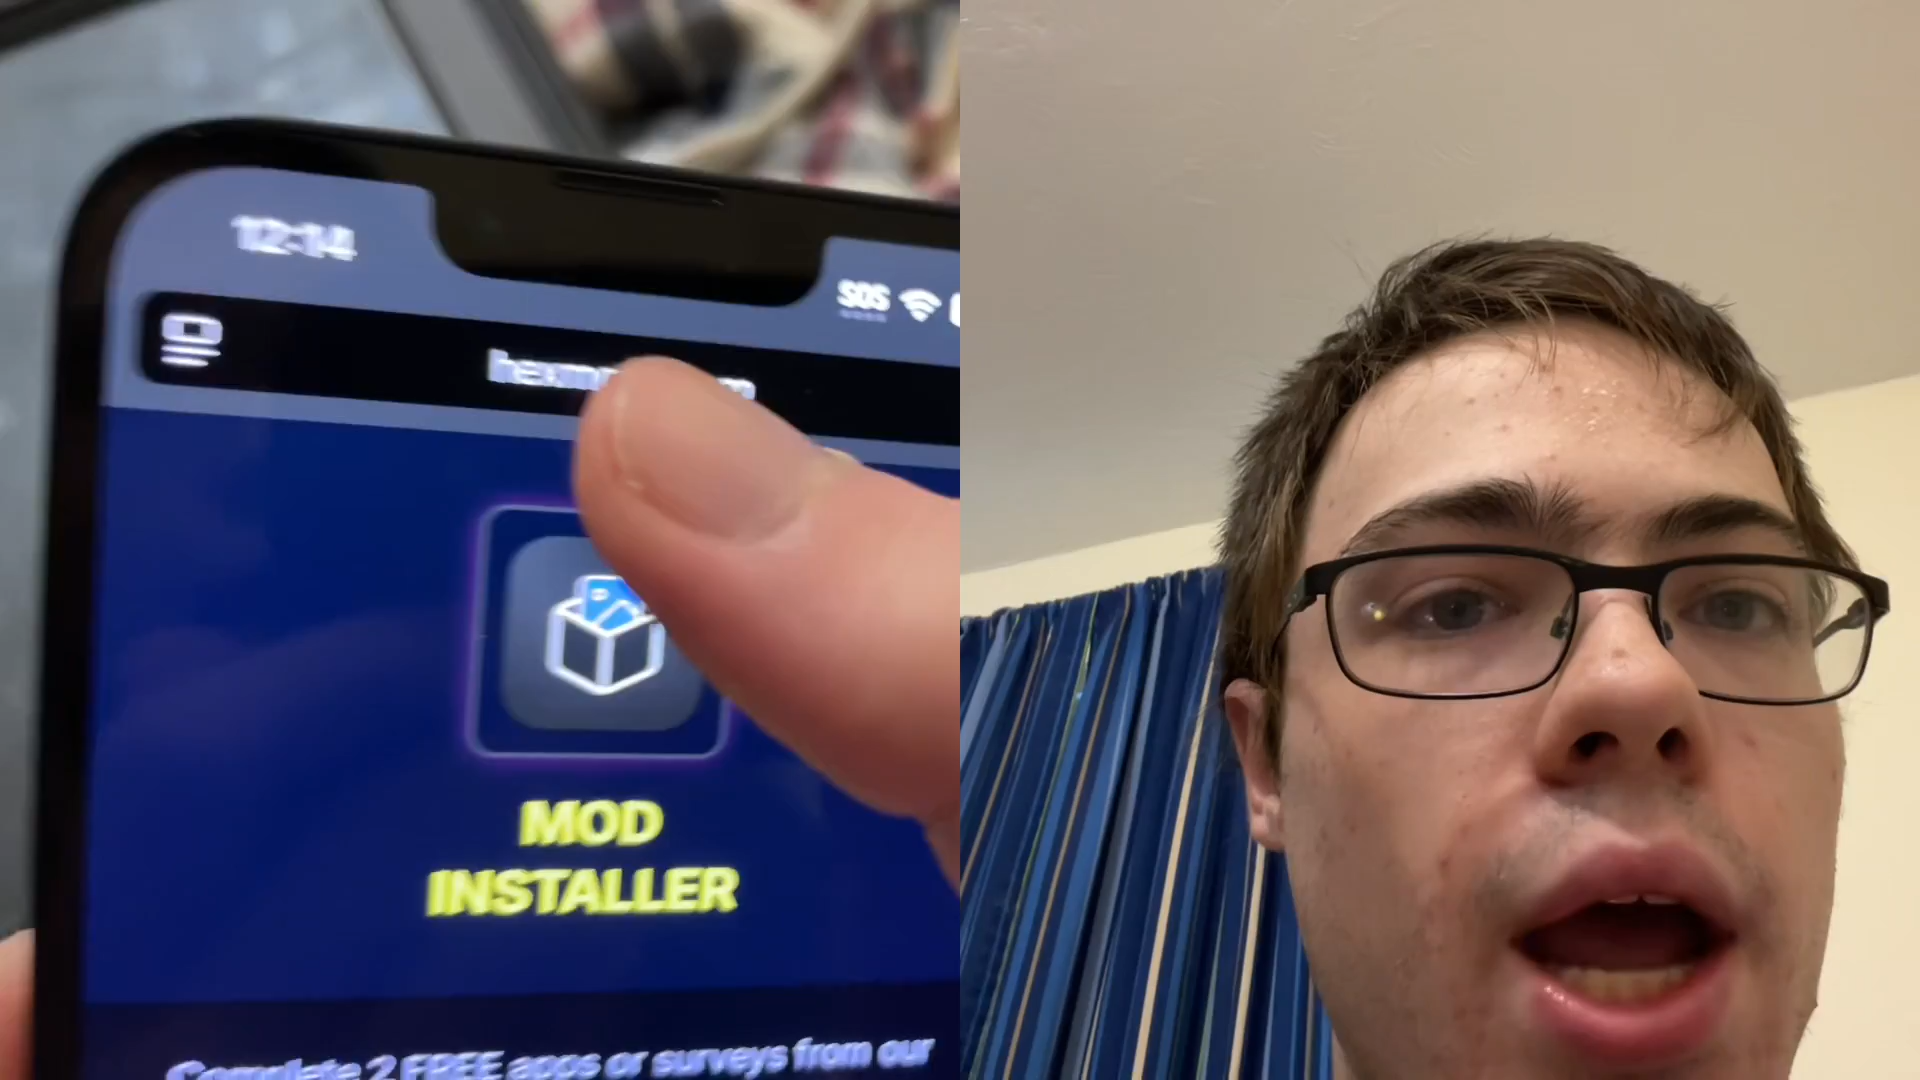 12:14
SOS
MOD
INSTALLER
Complete 2 FREE apps or surveys from our